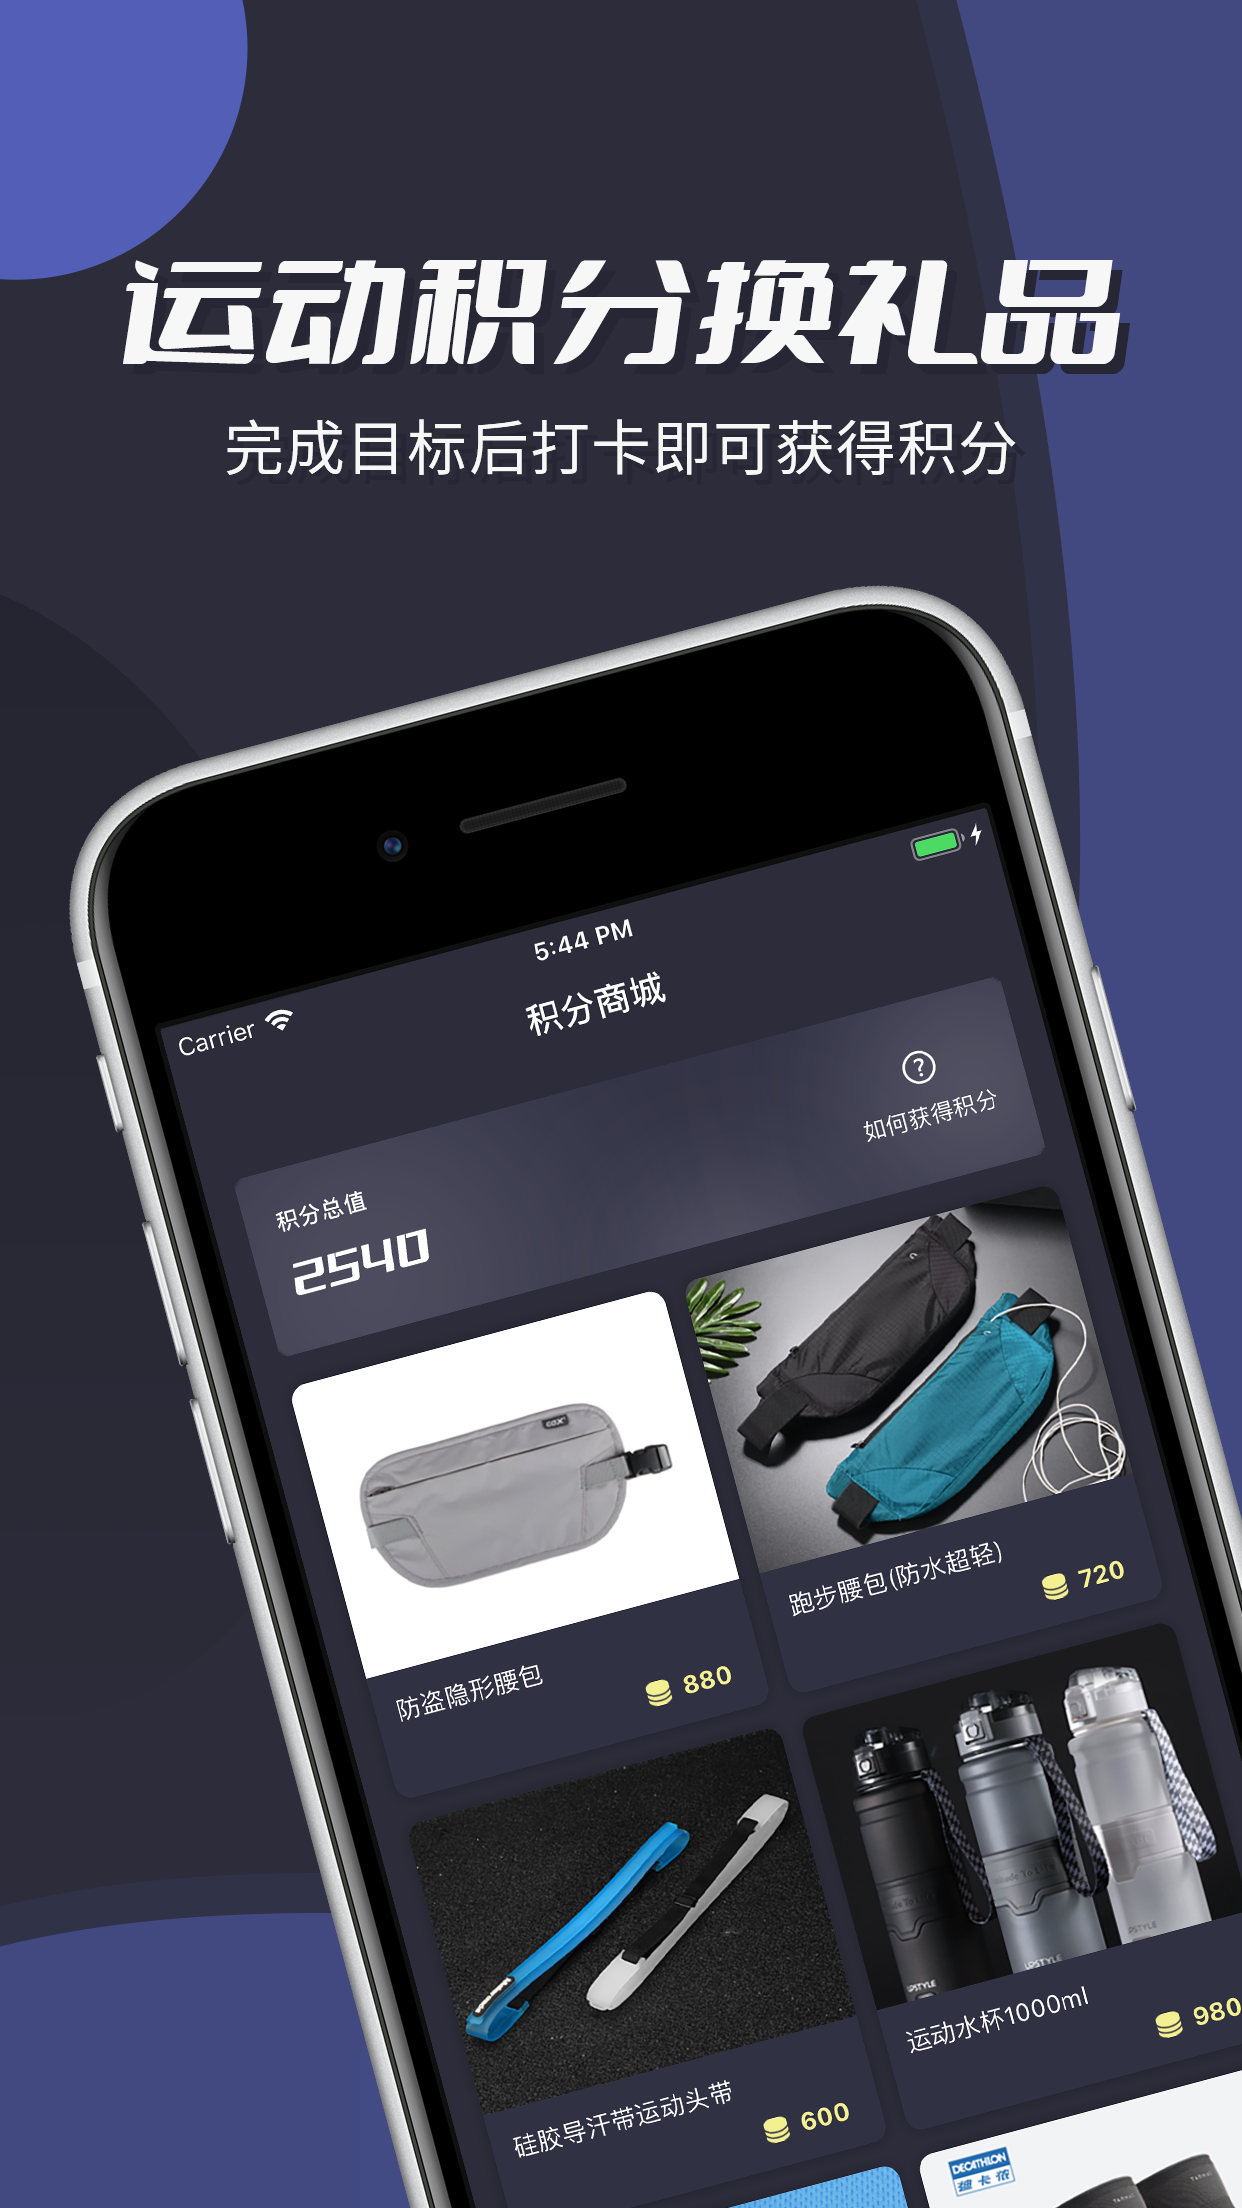 运动积分换礼品
完成目标后打卡即可获得积分
5:44 PM
Carrier
积分商城
如何获得积分
积分总值
2540
防盗隐形腰包
880
跑步腰包(防水超轻)
720
硅胶导汗带运动头带
600
UPSTYLE
UPSTYLE
运动水杯1000ml
980
DECATHLON
迪卡侬